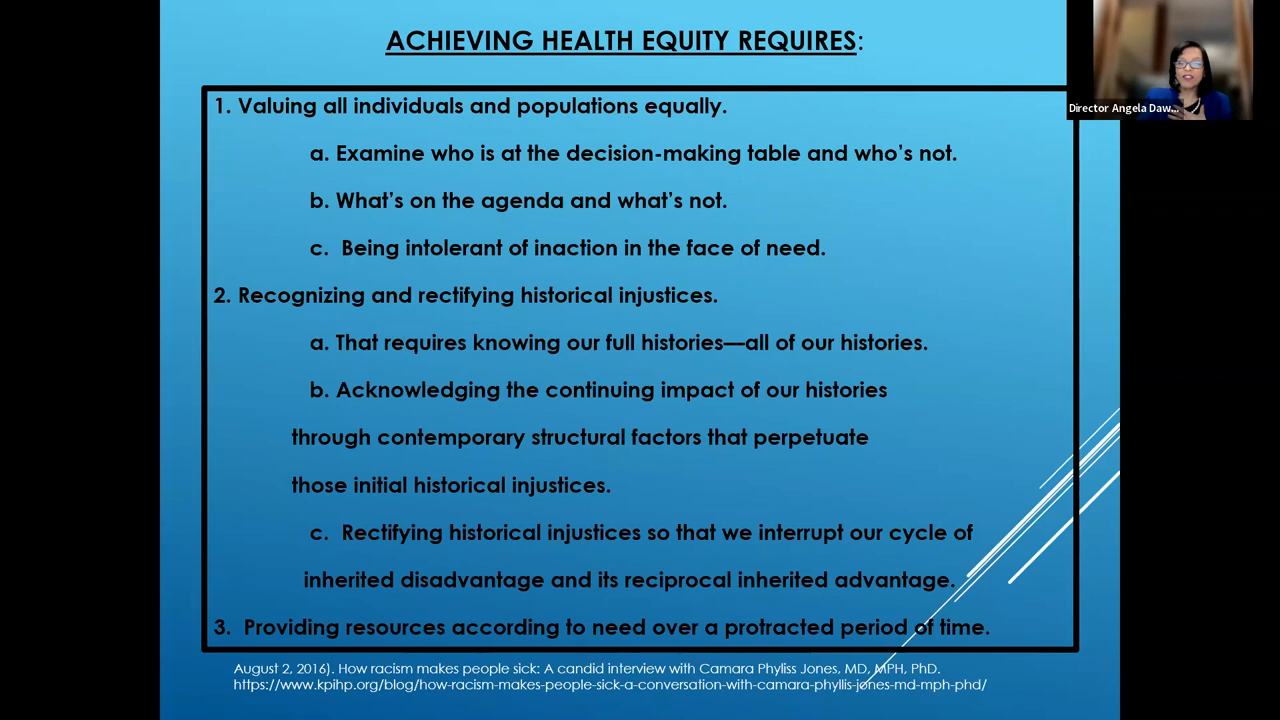 ACHIEVING HEALTH EQUITY REQUIRES:
Director Angela Daw...
1. Valuing all individuals and populations equally.
a. Examine who is at the decision-making table and who's not.
b. What's on the agenda and what's not.
c. Being intolerant of inaction in the face of need.
2. Recognizing and rectifying historical injustices.
a. That requires knowing our full histories—all of our histories.
b. Acknowledging the continuing impact of our histories
through contemporary structural factors that perpetuate
those initial historical injustices.
c. Rectifying historical injustices so that we interrupt our cycle of
inherited disadvantage and its reciprocal inherited advantage.
3. Providing resources according to need over a protracted period of time.
August 2, 2016). How racism makes people sick: A candid interview with Camara Phyliss Jones, MD, MPH, PhD.
https://www.kpihp.org/blog/how-racism-makes-people-sick-a-conversation-with-camara-phyllis-jones-md-mph-phd/